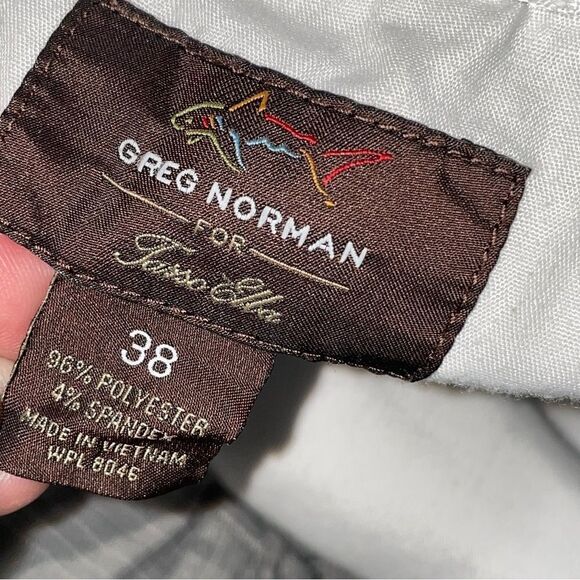 GREG NORMAN
FOR
Tasso Elba
38
96% POLYESTER
4% SPANDEX
MADE IN VIETNAM
WPL 8046